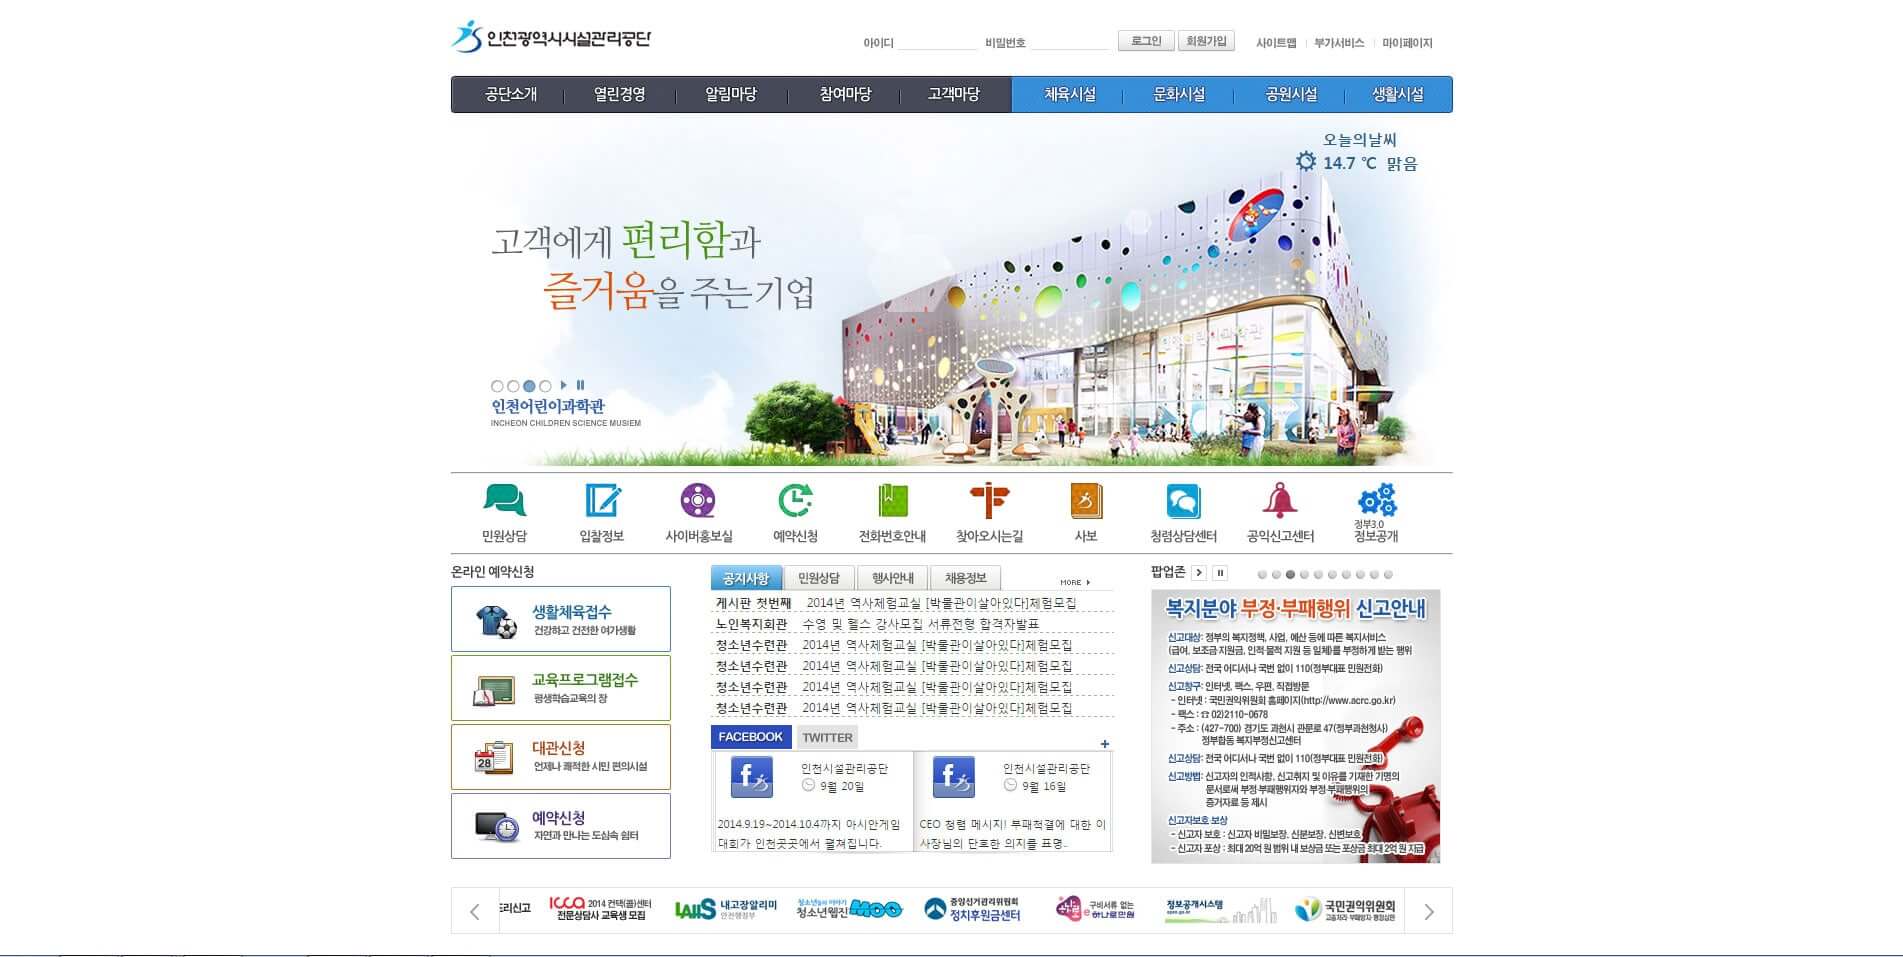 인천광역시시설관리공단
아이디
비밀번호
로그인
회원가입
사이트맵
부가서비스
마이페이지
공단소개
열린경영
알림마당
참여마당
고객마당
체육시설
문화시설
공원시설
생활시설
오늘의날씨
14.7 ℃ 맑음
고객에게 편리함과
즐거움을 주는기업
인천어린이과학관
인천어린이과학관
INCHEON CHILDREN SCIENCE MUSIEM
민원상담
입찰정보
사이버홍보실
예약신청
전화번호안내
찾아오시는길
사보
청렴상담센터
공익신고센터
정부3.0
정보공개
온라인 예약신청
생활체육접수
건강하고 건전한 여가생활
교육프로그램접수
평생학습교육의 장
28
대관신청
언제나 쾌적한 시민 편의시설
예약신청
자연과 만나는 도심속 쉼터
공지사항
민원상담
행사안내
채용정보
MORE
게시판 첫번째 2014년 역사체험교실 [박물관이살아있다]체험모집
노인복지회관 수영 및 헬스 강사모집 서류전형 합격자발표
청소년수련관 2014년 역사체험교실 [박물관이살아있다]체험모집
청소년수련관 2014년 역사체험교실 [박물관이살아있다]체험모집
청소년수련관 2014년 역사체험교실 [박물관이살아있다]체험모집
청소년수련관 2014년 역사체험교실 [박물관이살아있다]체험모집
FACEBOOK
TWITTER
f
인천시설관리공단
9월 20일
2014.9.19~2014.10.4까지 아시안게임
대회가 인천곳곳에서 펼쳐집니다.
f
인천시설관리공단
9월 16일
CEO 청렴 메시지! 부패척결에 대한 이
사장님의 단호한 의지를 표명..
팝업존
복지분야 부정·부패행위 신고안내
신고대상: 정부의 복지정책, 사업, 예산 등에 따른 복지서비스
(급여, 보조금·지원금, 인적·물적 지원 등 일체)를 부정하게 받는 행위
신고상담: 전국 어디서나 국번 없이 110(정부대표 민원전화)
신고창구: 인터넷, 팩스, 우편, 직접방문
- 인터넷 : 국민권익위원회 홈페이지(http://www.acrc.go.kr)
- 팩스 : ☎ 02)2110-0678
- 주소 : (427-700) 경기도 과천시 관문로 47(정부과천청사)
정부합동 복지부정신고센터
신고상담: 전국 어디서나 국번 없이 110(정부대표 민원전화)
신고방법: 신고자의 인적사항, 신고취지 및 이유를 기재한 기명의
문서로써 부정·부패행위자와 부정·부패행위의
증거자료 등 제시
신고자보호 보상
- 신고자 보호 : 신고자 비밀보장, 신분보장, 신변보호
- 신고자 포상 : 최대 20억 원 범위 내 보상금 또는 포상금 최대 2억 원 지급
드리신고
icca 2014 컨택(콜)센터
전문상담사 교육생 모집
LAIIS 내고장알리미
안전행정부
청소년들의 이야기
청소년웹진 MOO
중앙선거관리위원회
정치후원금센터
구비서류 없는
하나로민원
정보공개시스템
open.go.kr
국민권익위원회
고충처리·부패방지·행정심판